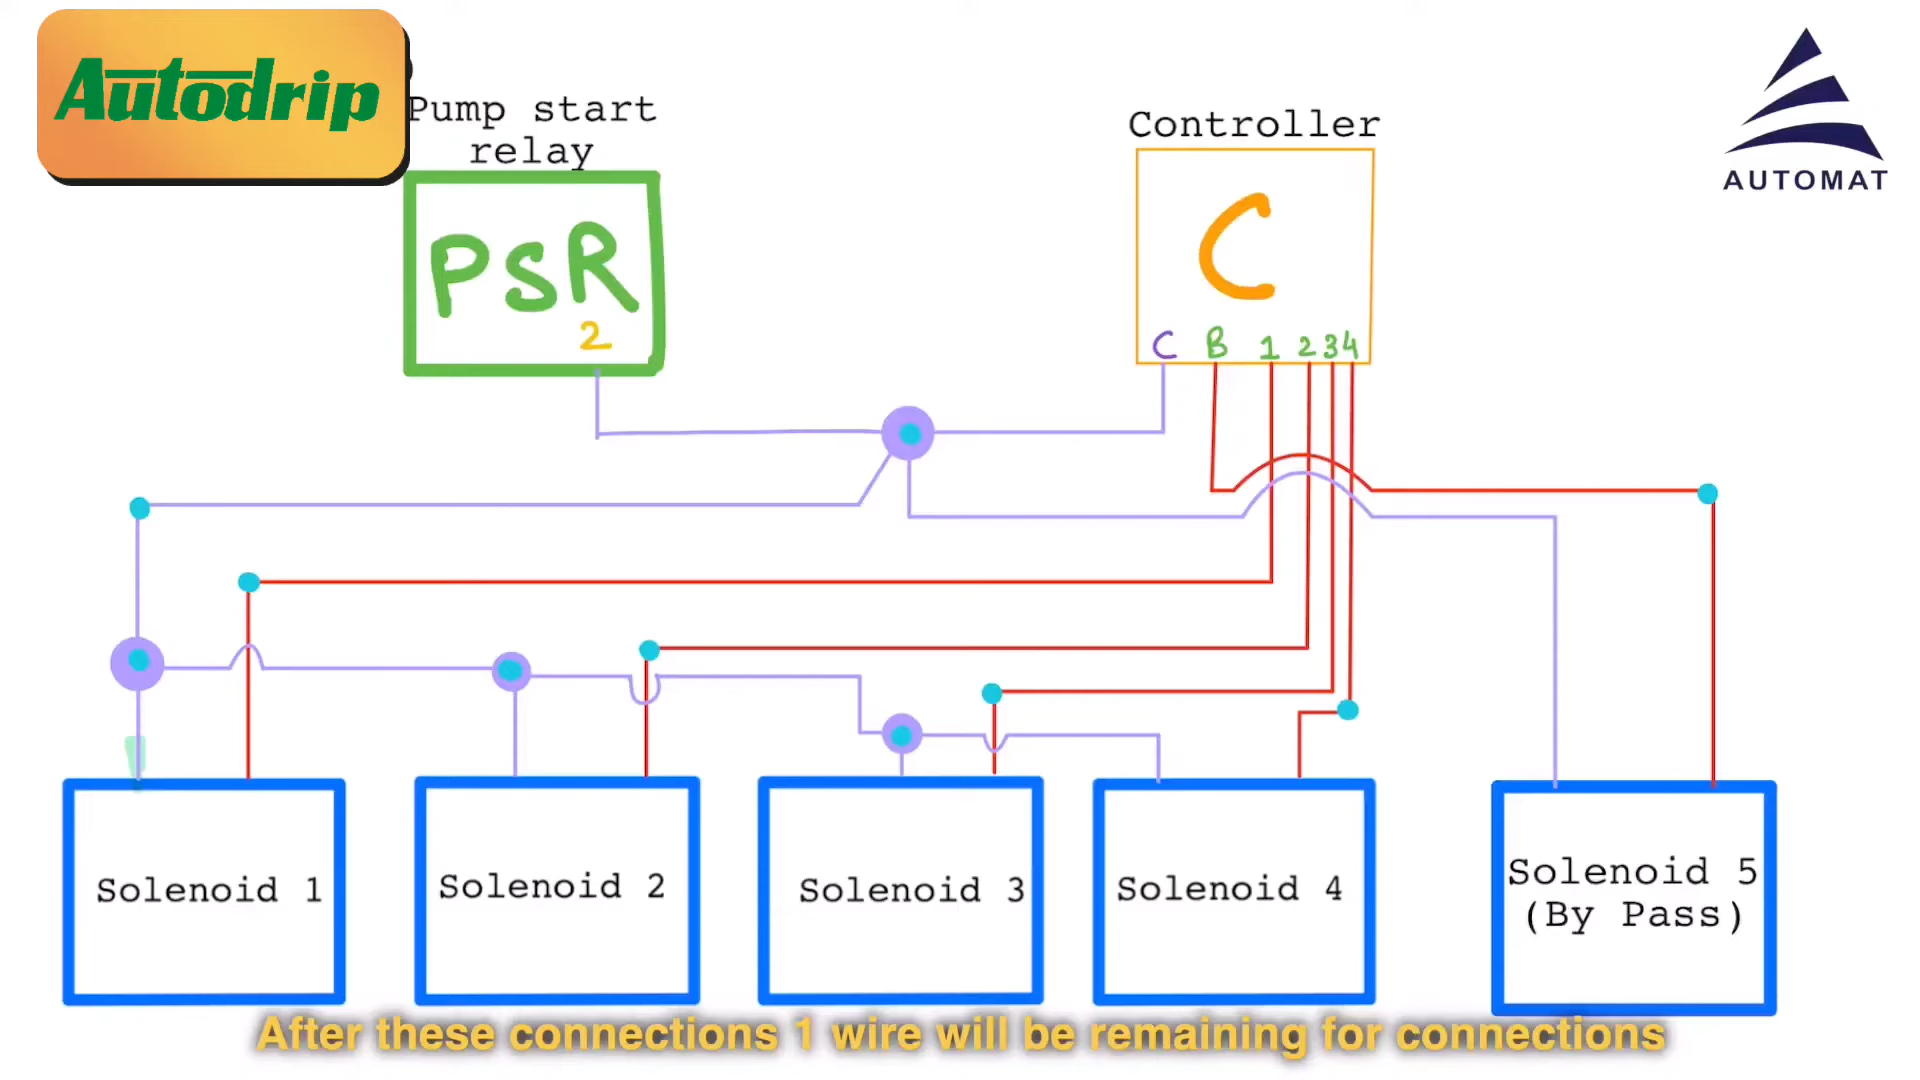 Autodrip
Pump start
relay
PSR
2
Controller
C
C B 1 2 3 4
AUTOMAT
Solenoid 1
Solenoid 2
Solenoid 3
Solenoid 4
Solenoid 5
(By Pass)
After these connections 1 wire will be remaining for connections